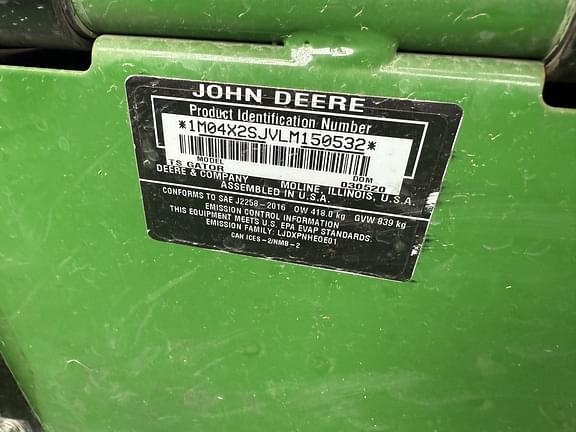 JOHN DEERE
Product Identification Number
*1M04X2SJVLM150532*
MODEL DOM
TS GATOR 030520
DEERE & COMPANY MOLINE, ILLINOIS, U.S.A.
ASSEMBLED IN U.S.A.
CONFORMS TO SAE J2258-2016 OW 418.0 kg GVW 839 kg
EMISSION CONTROL INFORMATION
THIS EQUIPMENT MEETS U.S. EPA EVAP STANDARDS.
EMISSION FAMILY: LJDXPNHEQE01
CAN ICES-2/NMB-2